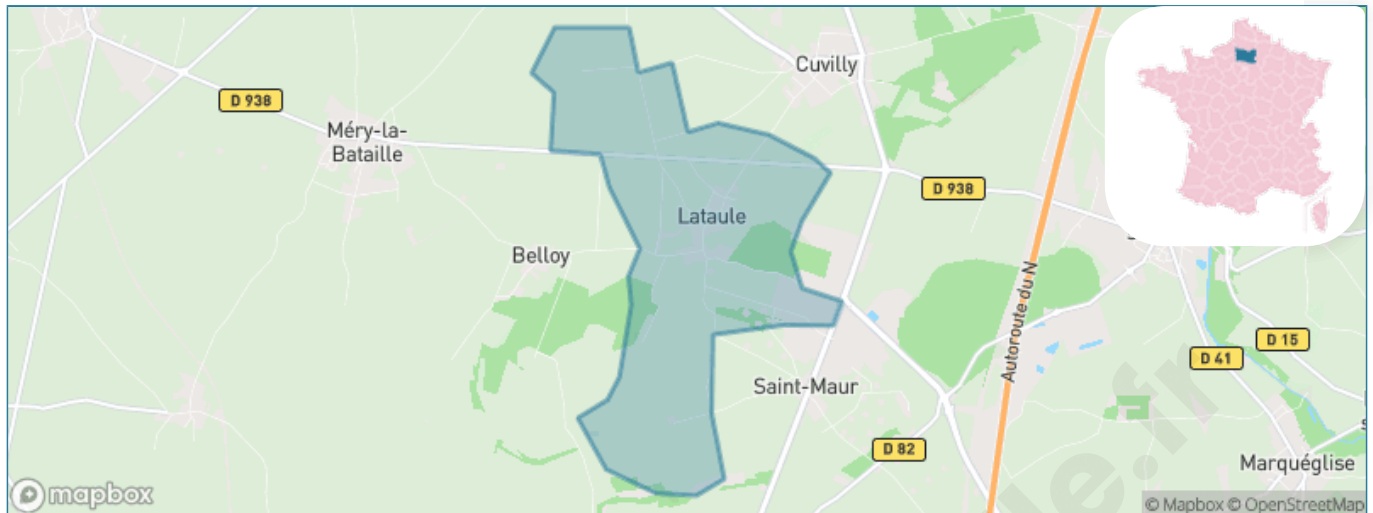 Cuvilly
D 938
Méry-la-
Bataille
D 938
Lataule
Belloy
Autoroute du N
D 15
D 41
Saint-Maur
D 82
Marquéglise
mapbox
© Mapbox © OpenStreetMap